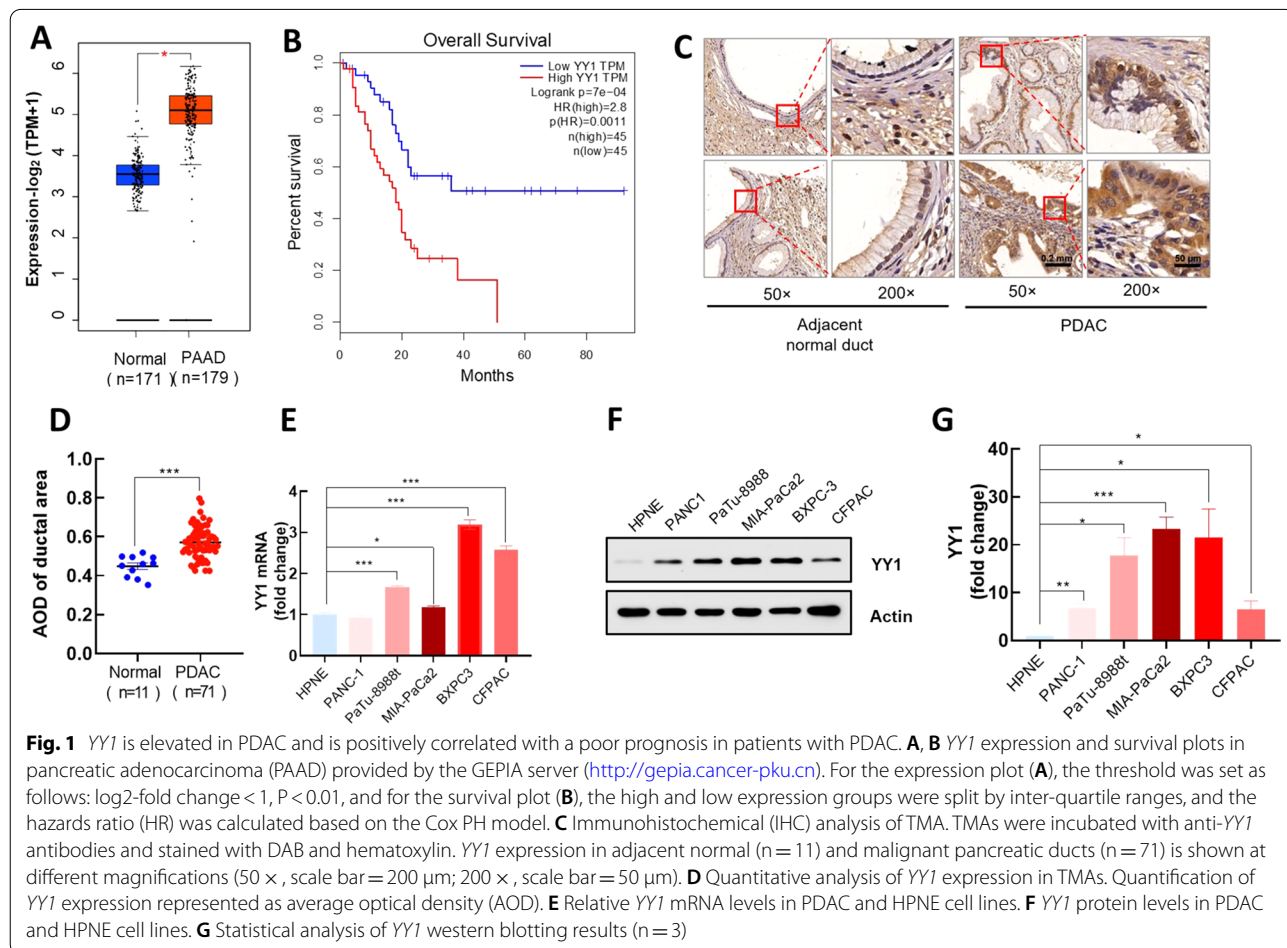 A
*
Expression-log2 (TPM+1)
6
5
4
3
2
1
0
Normal
( n=171)
PAAD
( n=179)
B
Overall Survival
Low YY1 TPM
High YY1 TPM
Logrank p=7e−04
HR(high)=2.8
p(HR)=0.0011
n(high)=45
n(low)=45
Percent survival
1.0
0.8
0.6
0.4
0.2
0.0
0
20
40
60
80
Months
C
0.2 mm
50 μm
50×
200×
50×
200×
Adjacent
normal duct
PDAC
D
AOD of ductal area
1.0
0.8
0.6
0.4
0.2
0.0
***
Normal
( n=11)
PDAC
( n=71)
E
YY1 mRNA
(fold change)
4
3
2
1
0
***
***
*
***
HPNE
PANC-1
PaTu-8988t
MIA-PaCa2
BXPC3
CFPAC
F
HPNE
PANC1
PaTu-8988
MIA-PaCa2
BXPC-3
CFPAC
YY1
Actin
G
YY1
(fold change)
40
30
20
10
0
*
*
***
*
**
HPNE
PANC-1
PaTu-8988t
MIA-PaCa2
BXPC3
CFPAC
Fig. 1 YY1 is elevated in PDAC and is positively correlated with a poor prognosis in patients with PDAC. A, B YY1 expression and survival plots in
pancreatic adenocarcinoma (PAAD) provided by the GEPIA server (http://gepia.cancer-pku.cn). For the expression plot (A), the threshold was set as
follows: log2-fold change < 1, P < 0.01, and for the survival plot (B), the high and low expression groups were split by inter-quartile ranges, and the
hazards ratio (HR) was calculated based on the Cox PH model. C Immunohistochemical (IHC) analysis of TMA. TMAs were incubated with anti-YY1
antibodies and stained with DAB and hematoxylin. YY1 expression in adjacent normal (n = 11) and malignant pancreatic ducts (n = 71) is shown at
different magnifications (50 ×, scale bar = 200 μm; 200 ×, scale bar = 50 μm). D Quantitative analysis of YY1 expression in TMAs. Quantification of
YY1 expression represented as average optical density (AOD). E Relative YY1 mRNA levels in PDAC and HPNE cell lines. F YY1 protein levels in PDAC
and HPNE cell lines. G Statistical analysis of YY1 western blotting results (n = 3)